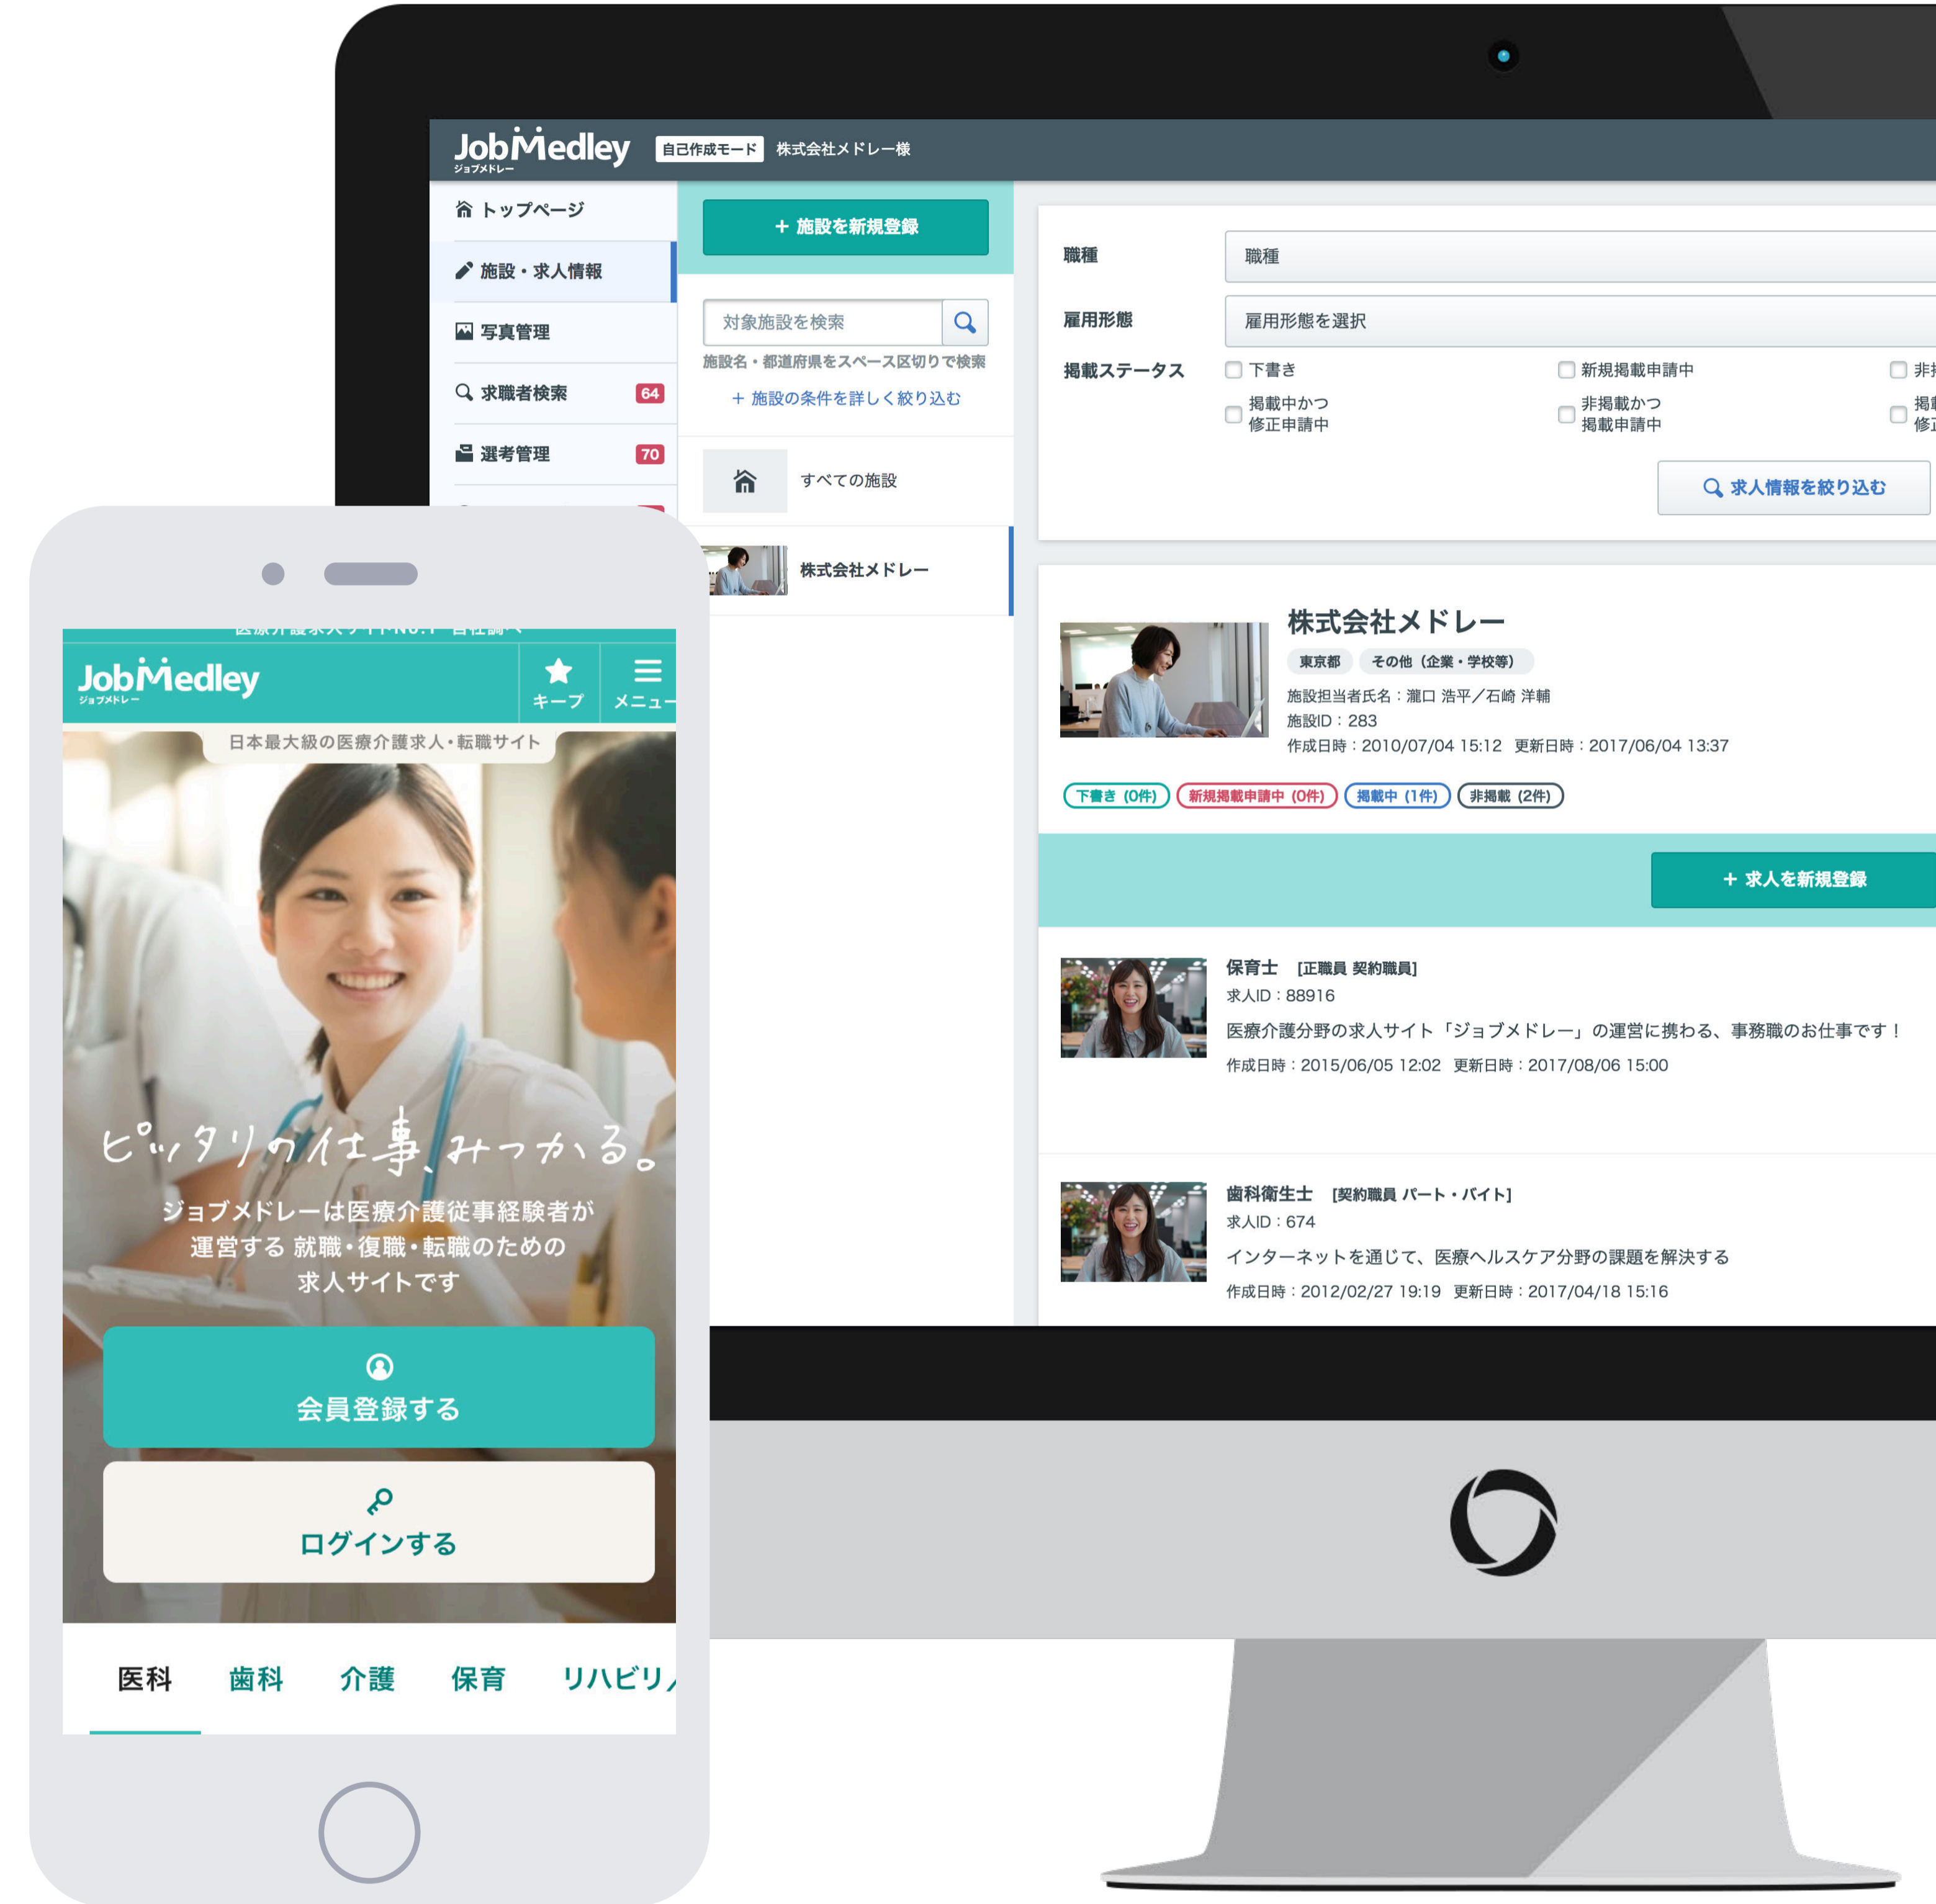 JobMedley
ジョブメドレー
自己作成モード 株式会社メドレー様
トップページ
施設・求人情報
写真管理
求職者検索 64
選考管理 70
+ 施設を新規登録
対象施設を検索
施設名・都道府県をスペース区切りで検索
+ 施設の条件を詳しく絞り込む
すべての施設
株式会社メドレー
職種 職種
雇用形態 雇用形態を選択
掲載ステータス 下書き 新規掲載申請中
掲載中かつ
修正申請中
非掲載かつ
掲載申請中
求人情報を絞り込む
株式会社メドレー
東京都 その他（企業・学校等）
施設担当者氏名：瀧口 浩平／石崎 洋輔
施設ID：283
作成日時：2010/07/04 15:12 更新日時：2017/06/04 13:37
下書き (0件) 新規掲載申請中 (0件) 掲載中 (1件) 非掲載 (2件)
+ 求人を新規登録
保育士 [正職員 契約職員]
求人ID：88916
医療介護分野の求人サイト「ジョブメドレー」の運営に携わる、事務職のお仕事です！
作成日時：2015/06/05 12:02 更新日時：2017/08/06 15:00
歯科衛生士 [契約職員 パート・バイト]
求人ID：674
インターネットを通じて、医療ヘルスケア分野の課題を解決する
作成日時：2012/02/27 19:19 更新日時：2017/04/18 15:16
JobMedley
ジョブメドレー
キープ メニュー
日本最大級の医療介護求人・転職サイト
ピッタリの仕事、みつかる。
ジョブメドレーは医療介護従事経験者が
運営する 就職・復職・転職のための
求人サイトです
会員登録する
ログインする
医科 歯科 介護 保育 リハビリ